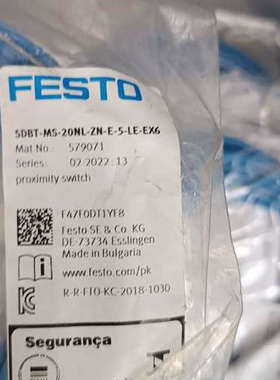 FESTO
SDBT-MS-20NL-ZN-E-5-LE-EX6
Mat No.: 579071
Series: 02 2022 : 13
proximity switch
F47F0DT1YF8
Festo SE & Co. KG
DE-73734 Esslingen
Made in Bulgaria
www.festo.com/pk
R-R-FTO-KC-2018-1030
Segurança